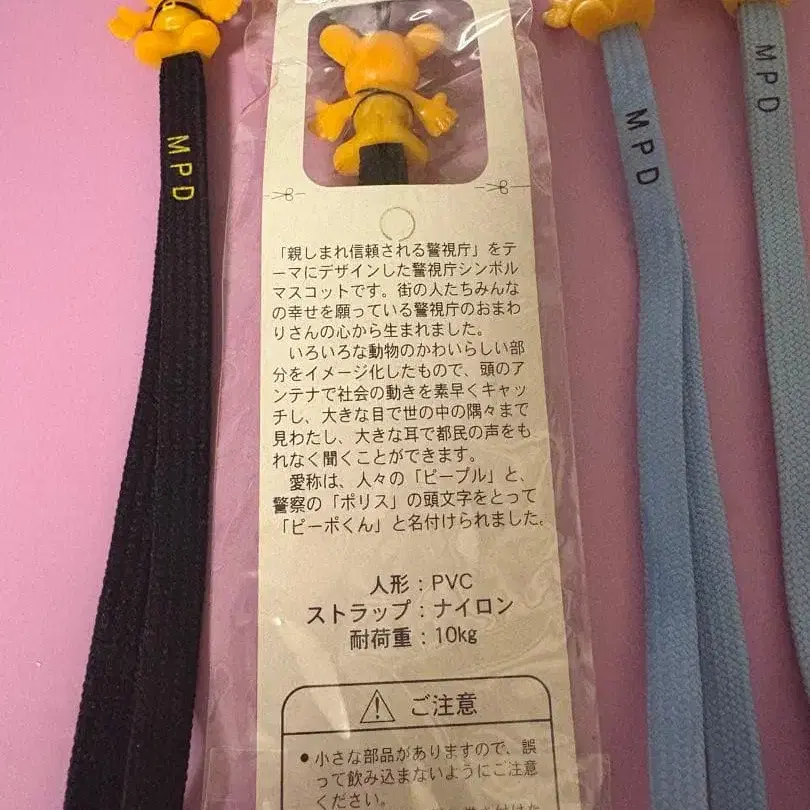 MPD
MPD
MPD
「親しまれ信頼される警視庁」をテ
ーマにデザインした警視庁シンボル
マスコットです。街の人たちみんな
の幸せを願っている警視庁のおまわ
りさんの心から生まれました。
いろいろな動物のかわいらしい部
分をイメージ化したもので、頭のア
ンテナで社会の動きを素早くキャッ
チし、大きな目で世の中の隅々まで
見わたし、大きな耳で都民の声をも
れなく聞くことができます。
愛称は、人々の「ピープル」と、
警察の「ポリス」の頭文字をとって
「ピーポくん」と名付けられました。
人形：PVC
ストラップ：ナイロン
耐荷重：10kg
ご注意
●小さな部品がありますので、誤
って飲み込まないようにご注意
ください。